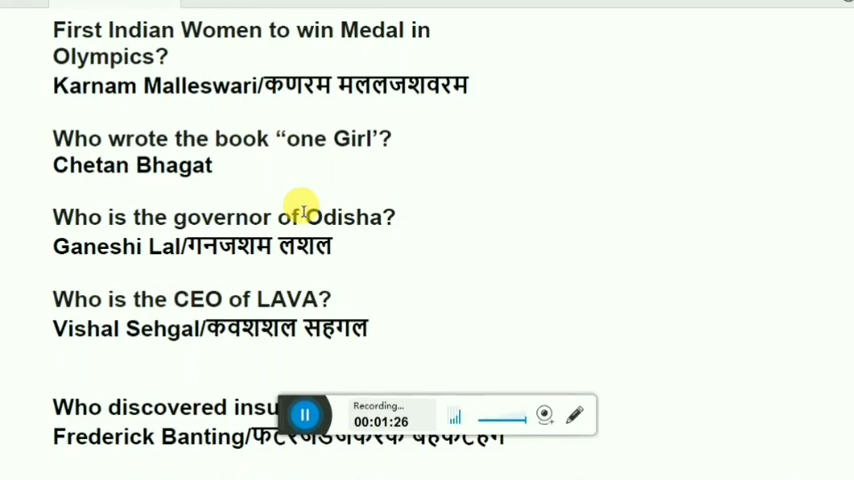 First Indian Women to win Medal in
Olympics?
Karnam Malleswari/कणरम मललजशवरम
Who wrote the book “one Girl’?
Chetan Bhagat
Who is the governor of Odisha?
Ganeshi Lal/गनजशम लशल
Who is the CEO of LAVA?
Vishal Sehgal/कवशशल सहगल
Who discovered insu
Frederick Banting/
Recording...
00:01:26